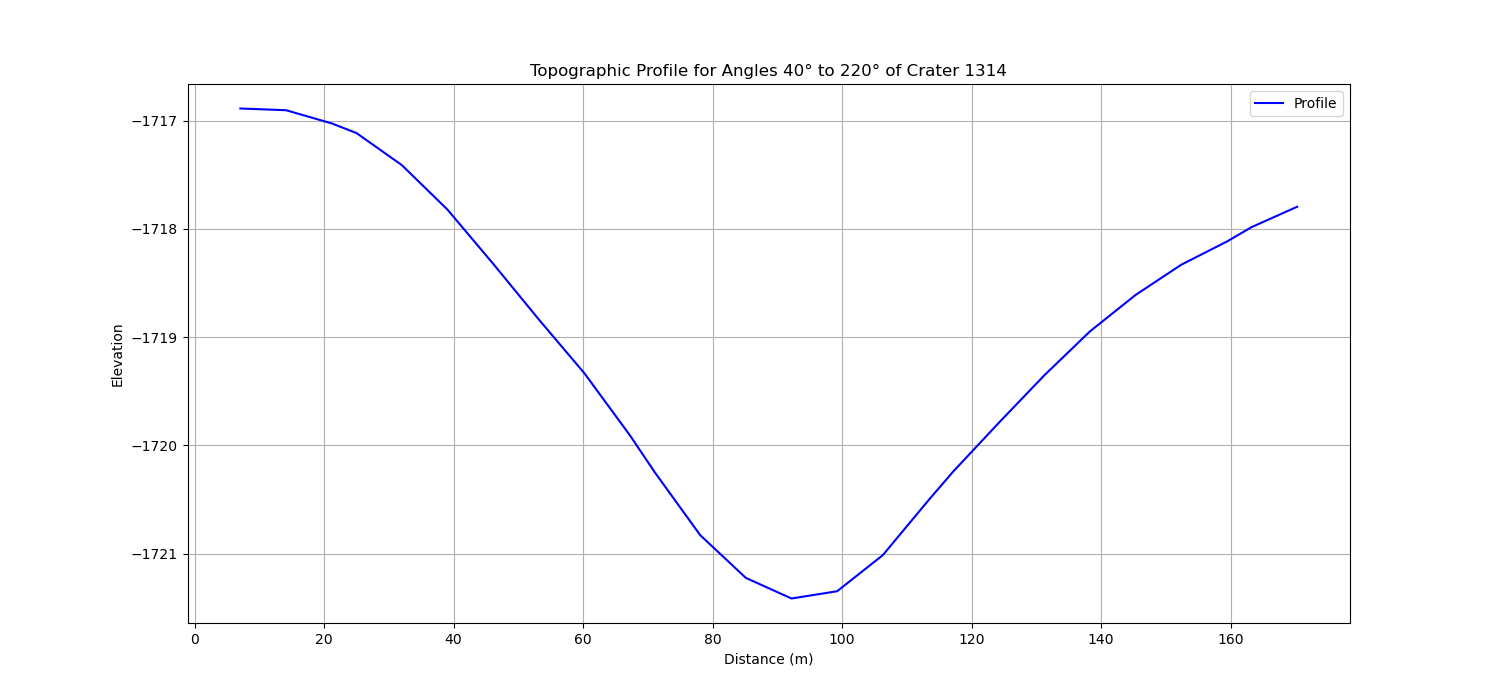 Topographic Profile for Angles 40° to 220° of Crater 1314
Profile
−1717
−1718
−1719
−1720
−1721
Elevation
0 20 40 60 80 100 120 140 160
Distance (m)